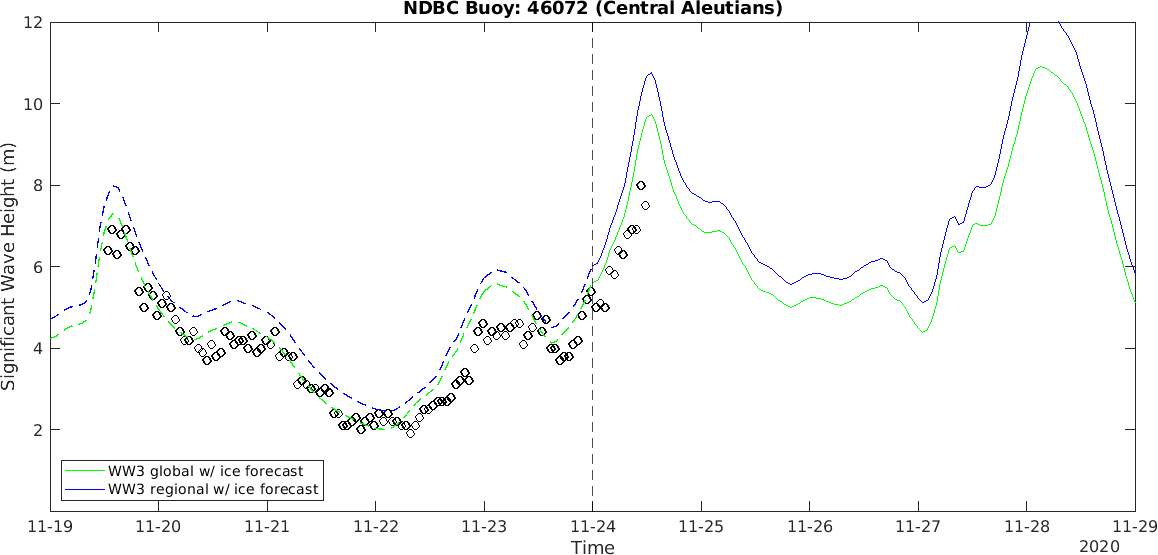 NDBC Buoy: 46072 (Central Aleutians)
12
10
8
6
4
2
Significant Wave Height (m)
WW3 global w/ ice forecast
WW3 regional w/ ice forecast
11-19 11-20 11-21 11-22 11-23 11-24 11-25 11-26 11-27 11-28 11-29
Time
2020